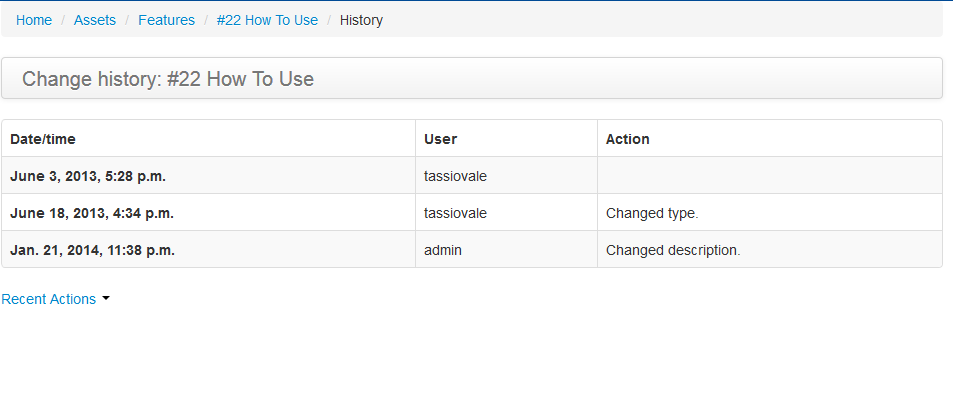 Home / Assets / Features / #22 How To Use / History
Change history: #22 How To Use
Date/time User Action
June 3, 2013, 5:28 p.m. tassiovale
June 18, 2013, 4:34 p.m. tassiovale Changed type.
Jan. 21, 2014, 11:38 p.m. admin Changed description.
Recent Actions